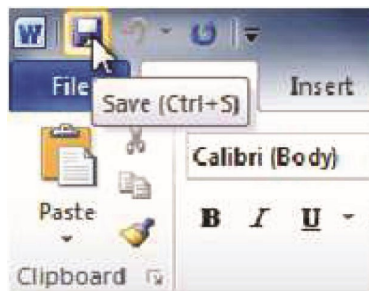 W
File
Insert
Save (Ctrl+S)
Calibri (Body)
Paste
B I U
Clipboard